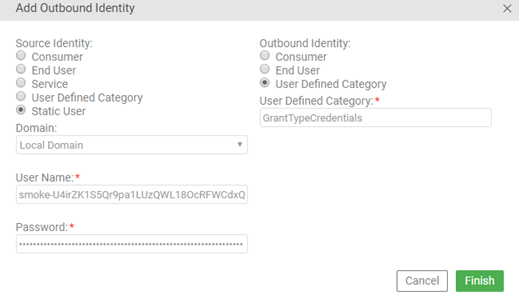 Add Outbound Identity
Source Identity:
Consumer
End User
Service
User Defined Category
Static User
Domain:
Local Domain
User Name:*
smoke-U4irZK1S5Qr9pa1LUzQWL18OcRFWCdxQ
Password:*
Outbound Identity:
Consumer
End User
User Defined Category
User Defined Category:*
GrantTypeCredentials
Cancel
Finish